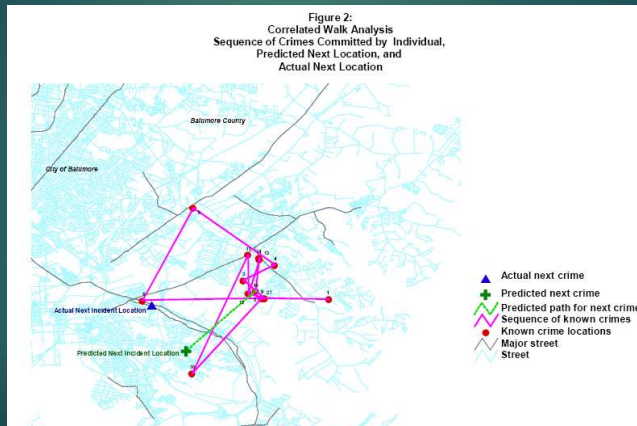 Figure 2:
Correlated Walk Analysis
Sequence of Crimes Committed by Individual,
Predicted Next Location, and
Actual Next Location
Baltimore County
City of Baltimore
Actual Next Incident Location
Predicted Next Incident Location
Actual next crime
Predicted next crime
Predicted path for next crime
Sequence of known crimes
Known crime locations
Major street
Street